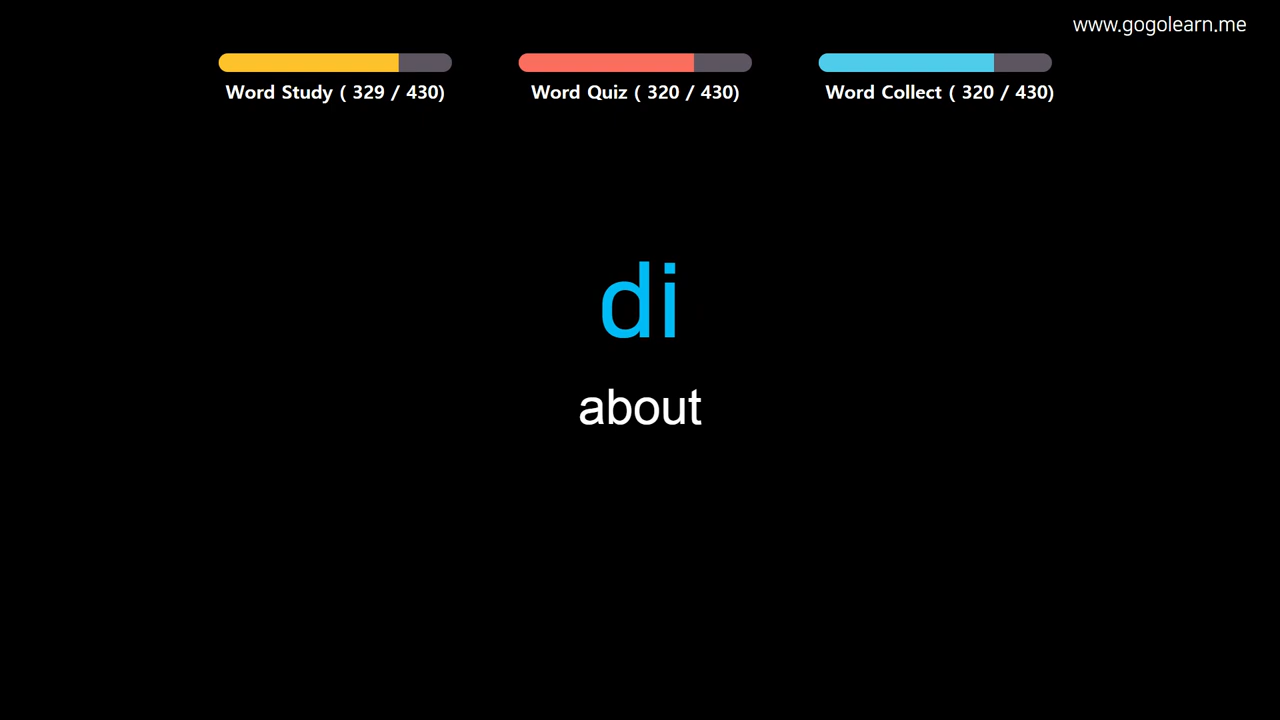 www.gogolearn.me
Word Study ( 329 / 430)
Word Quiz ( 320 / 430)
Word Collect ( 320 / 430)
di
about